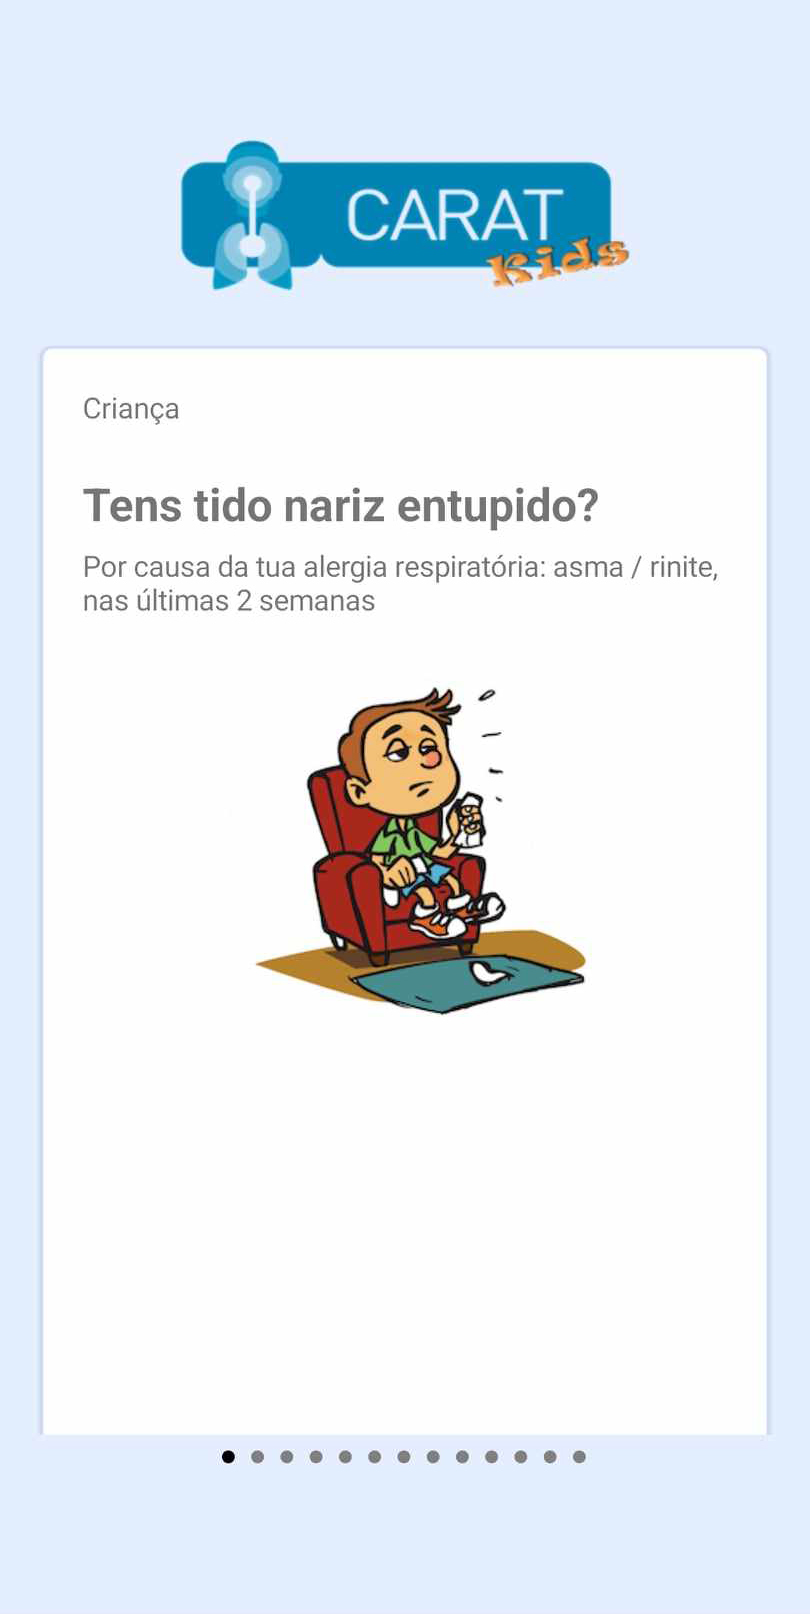 CARAT
Kids
Criança
Tens tido nariz entupido?
Por causa da tua alergia respiratória: asma / rinite,
nas últimas 2 semanas